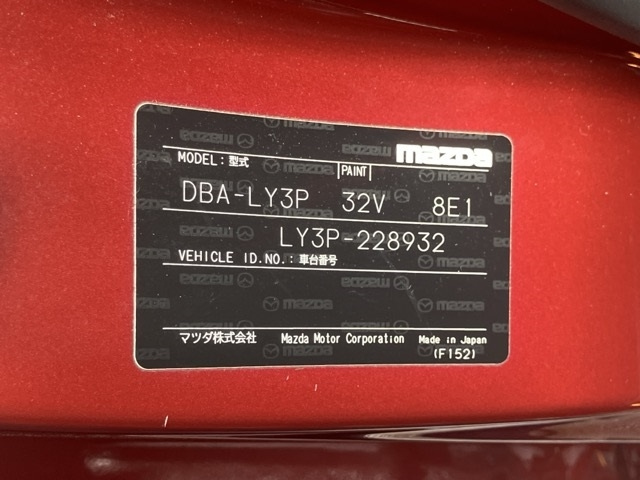 mazda
MODEL: 型式 PAINT
DBA-LY3P 32V 8E1
LY3P-228932
VEHICLE ID.NO.: 車台番号
マツダ株式会社 Mazda Motor Corporation Made in Japan
(F152)